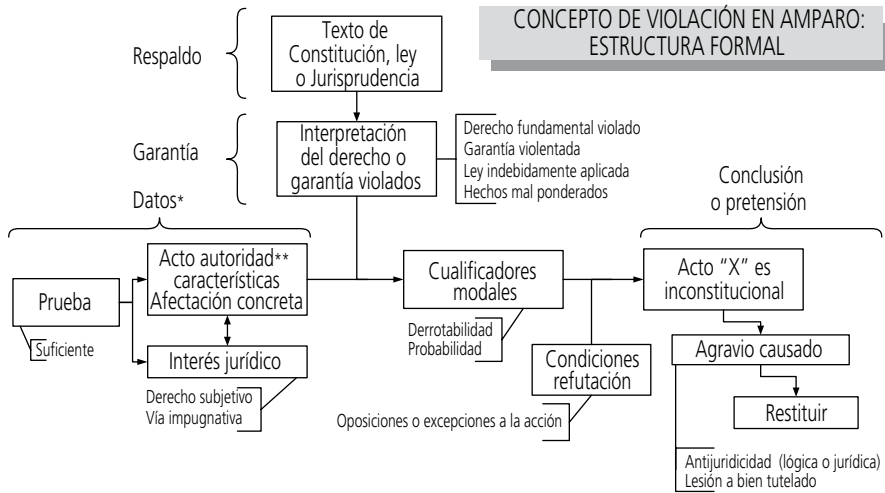 CONCEPTO DE VIOLACIÓN EN AMPARO:
ESTRUCTURA FORMAL
Respaldo
Texto de
Constitución, ley
o Jurisprudencia
Garantía
Interpretación
del derecho o
garantía violados
Derecho fundamental violado
Garantía violentada
Ley indebidamente aplicada
Hechos mal ponderados
Datos*
Conclusión
o pretensión
Prueba
Suficiente
Acto autoridad**
características
Afectación concreta
Interés jurídico
Derecho subjetivo
Vía impugnativa
Cualificadores
modales
Derrotabilidad
Probabilidad
Condiciones
refutación
Oposiciones o excepciones a la acción
Acto “X” es
inconstitucional
Agravio causado
Restituir
Antijuridicidad (lógica o jurídica)
Lesión a bien tutelado